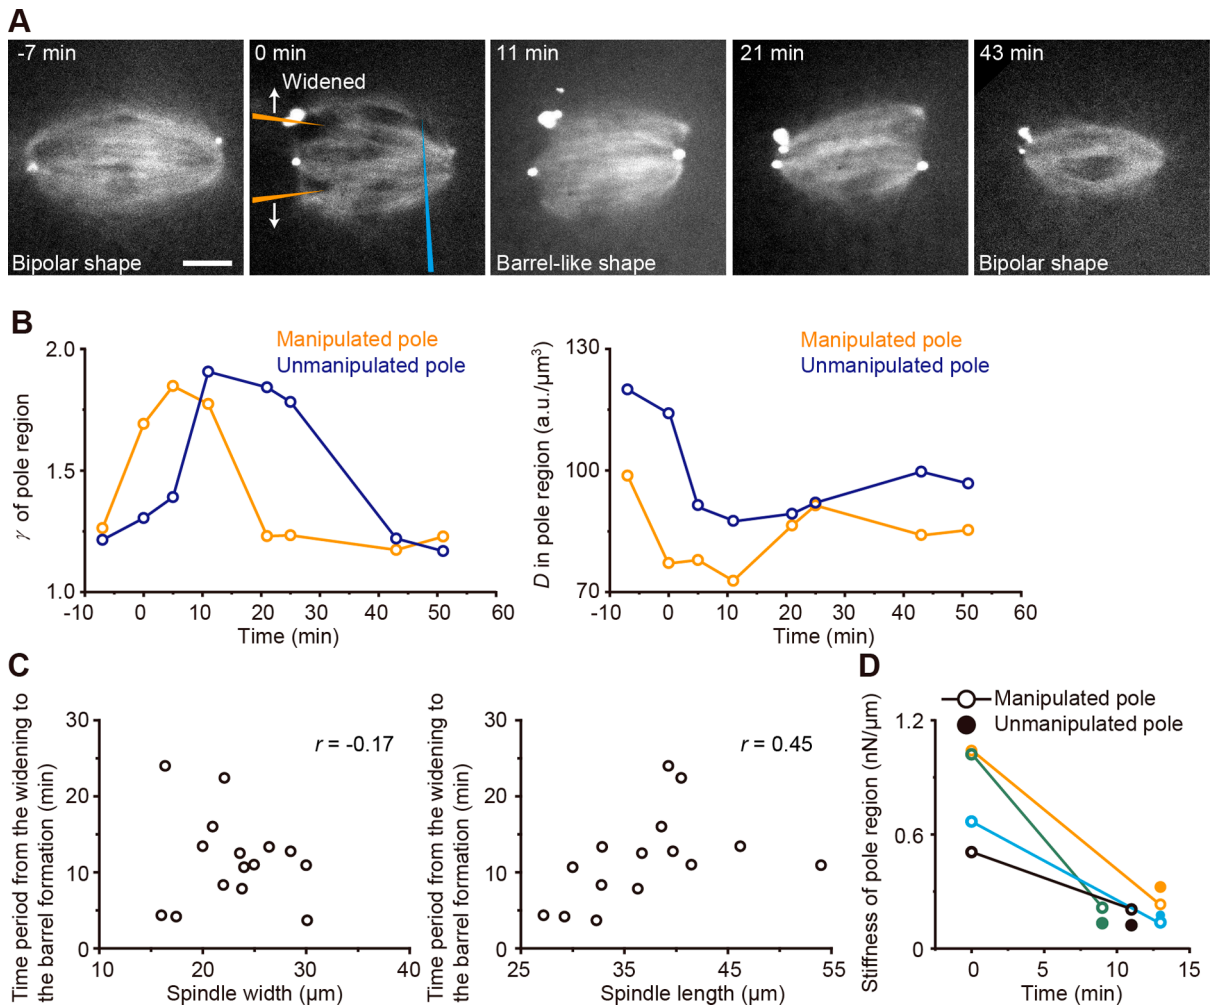 A
-7 min
0 min
11 min
21 min
43 min
Widened
Bipolar shape
Barrel-like shape
Bipolar shape
B
Manipulated pole
Unmanipulated pole
γ of pole region
2.0
1.5
1.0
-10
0
10
20
30
40
50
60
Time (min)
Manipulated pole
Unmanipulated pole
D in pole region (a.u./µm³)
130
100
70
-10
0
10
20
30
40
50
60
Time (min)
C
Time period from the widening to
the barrel formation (min)
30
20
10
0
r = -0.17
10
20
30
40
Spindle width (µm)
Time period from the widening to
the barrel formation (min)
30
20
10
0
r = 0.45
25
35
45
55
Spindle length (µm)
D
Manipulated pole
Unmanipulated pole
Stiffness of pole region (nN/µm)
1.2
0.6
0
0
5
10
15
Time (min)